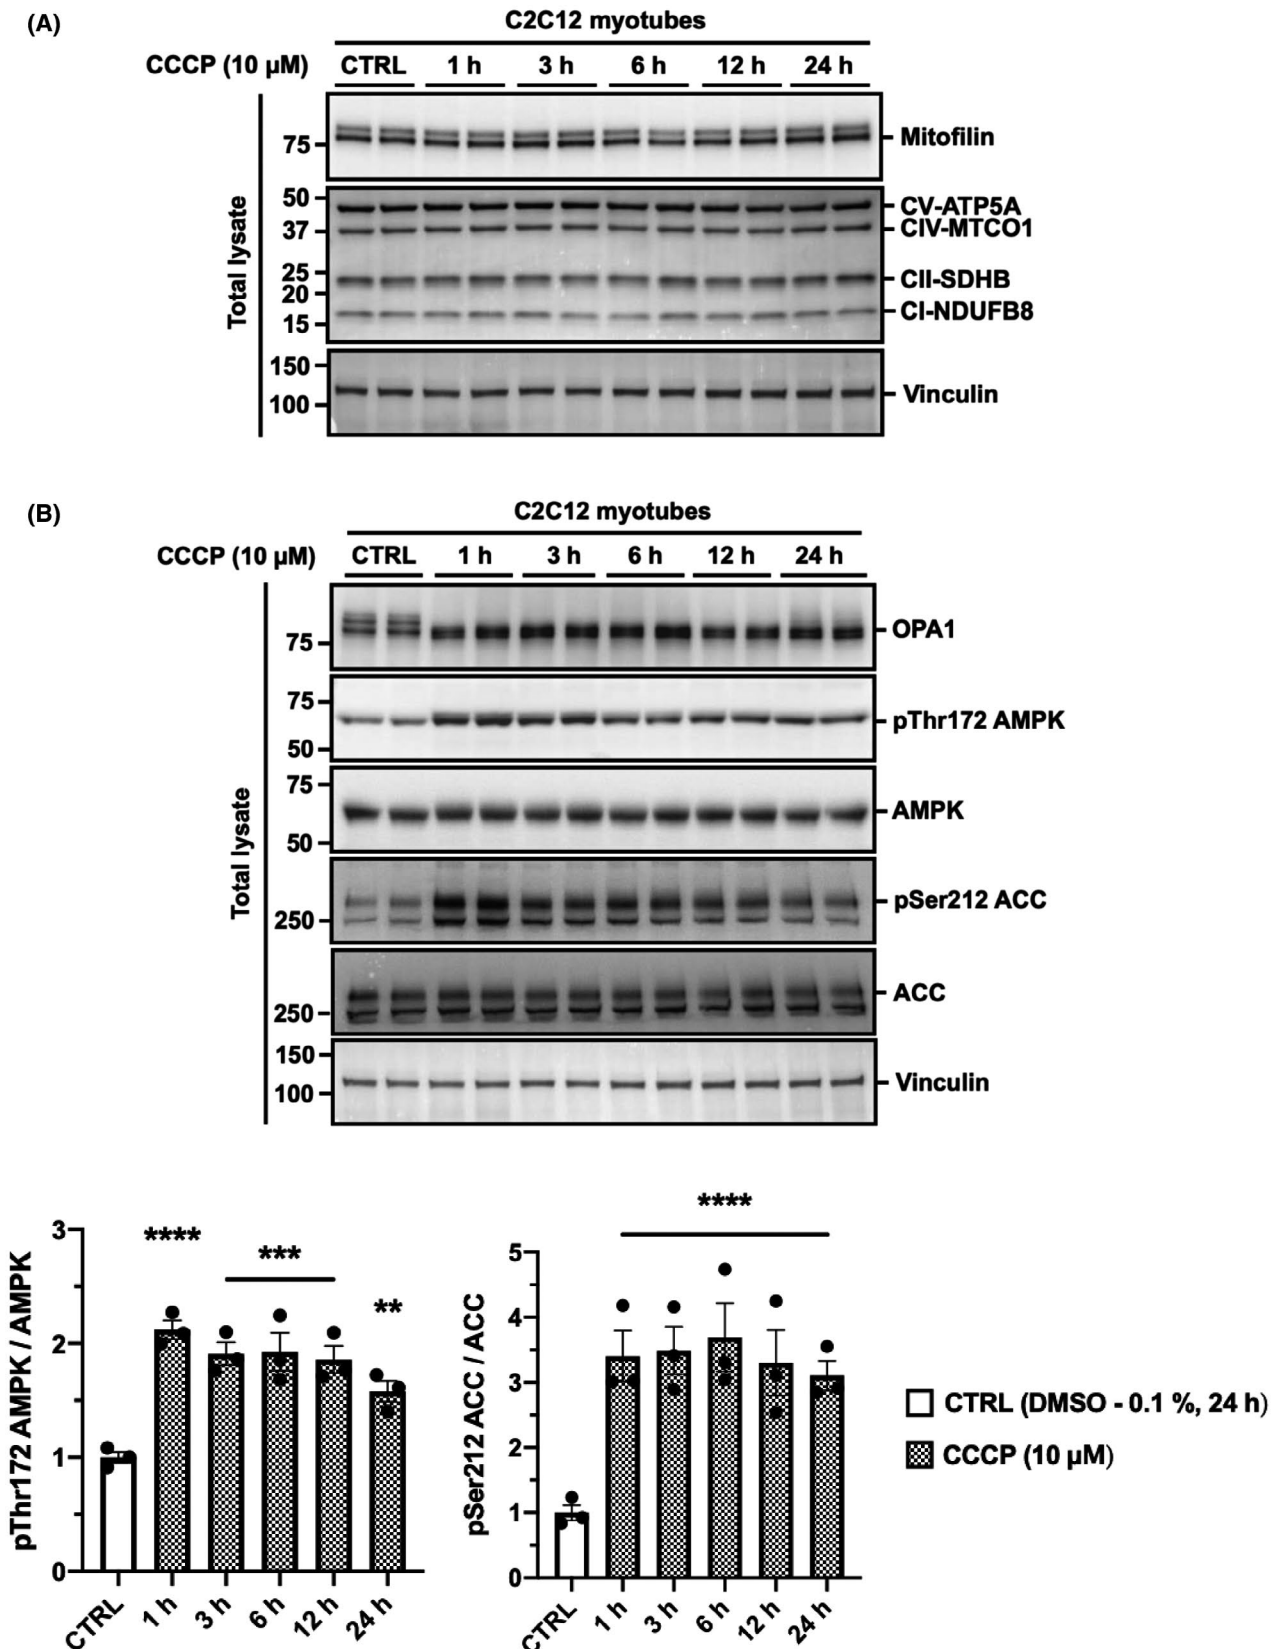 (A)
C2C12 myotubes
CCCP (10 µM) CTRL 1 h 3 h 6 h 12 h 24 h
Total lysate
75 Mitofilin
50 CV-ATP5A
37 CIV-MTCO1
25 CII-SDHB
20
15 CI-NDUFB8
150
100 Vinculin
(B)
C2C12 myotubes
CCCP (10 µM) CTRL 1 h 3 h 6 h 12 h 24 h
Total lysate
75 OPA1
75 pThr172 AMPK
50
75 AMPK
50
pSer212 ACC
250
ACC
250
150 Vinculin
100
pThr172 AMPK / AMPK
3
2
1
0
****
***
**
CTRL 1 h 3 h 6 h 12 h 24 h
pSer212 ACC / ACC
5
4
3
2
1
0
****
CTRL 1 h 3 h 6 h 12 h 24 h
CTRL (DMSO - 0.1 %, 24 h)
CCCP (10 µM)